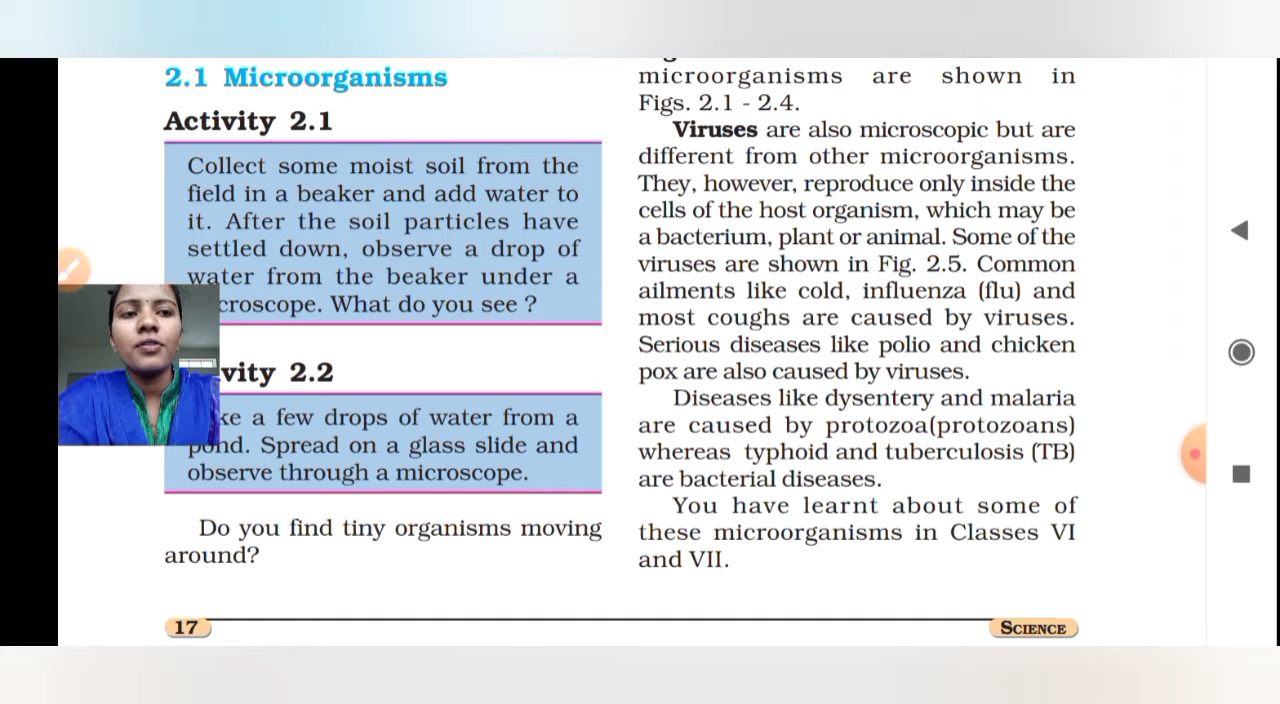 2.1 Microorganisms
Activity 2.1
Collect some moist soil from the
field in a beaker and add water to
it. After the soil particles have
settled down, observe a drop of
water from the beaker under a
croscope. What do you see ?
vity 2.2
ke a few drops of water from a
pond. Spread on a glass slide and
observe through a microscope.
Do you find tiny organisms moving
around?
microorganisms are shown in
Figs. 2.1 - 2.4.
Viruses are also microscopic but are
different from other microorganisms.
They, however, reproduce only inside the
cells of the host organism, which may be
a bacterium, plant or animal. Some of the
viruses are shown in Fig. 2.5. Common
ailments like cold, influenza (flu) and
most coughs are caused by viruses.
Serious diseases like polio and chicken
pox are also caused by viruses.
Diseases like dysentery and malaria
are caused by protozoa(protozoans)
whereas typhoid and tuberculosis (TB)
are bacterial diseases.
You have learnt about some of
these microorganisms in Classes VI
and VII.
17
SCIENCE